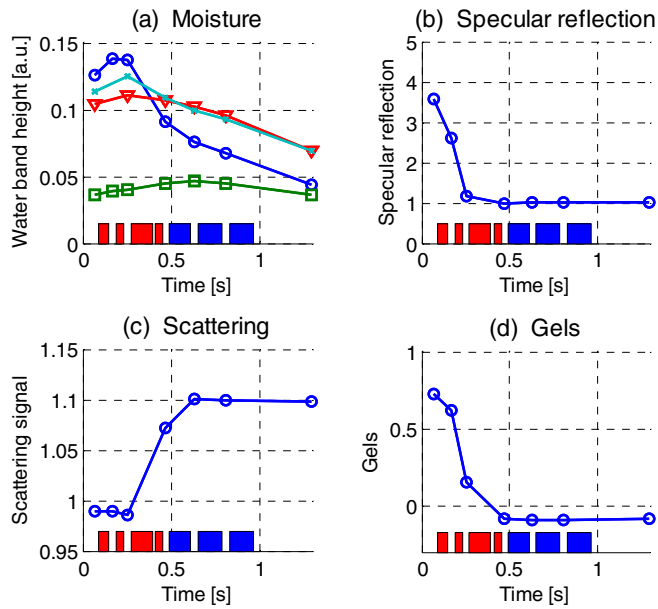 (a) Moisture
Water band height [a.u.]
0.15
0.1
0.05
0
0
0.5
1
Time [s]
(b) Specular reflection
Specular reflection
5
4
3
2
1
0
0
0.5
1
Time [s]
(c) Scattering
Scattering signal
1.15
1.1
1.05
1
0.95
0
0.5
1
Time [s]
(d) Gels
Gels
1
0.5
0
0
0.5
1
Time [s]